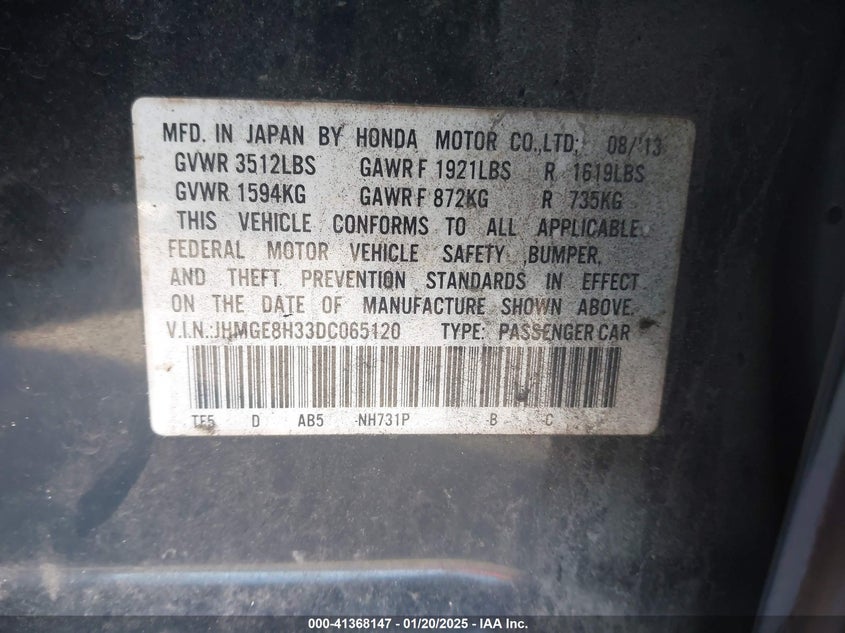 MFD. IN JAPAN BY HONDA MOTOR CO.,LTD; 08/'13
GVWR 3512LBS GAWR F 1921LBS R 1619LBS
GVWR 1594KG GAWR F 872KG R 735KG
THIS VEHICLE CONFORMS TO ALL APPLICABLE
FEDERAL MOTOR VEHICLE SAFETY, BUMPER,
AND THEFT PREVENTION STANDARDS IN EFFECT
ON THE DATE OF MANUFACTURE SHOWN ABOVE.
V.I.N.:JHMGE8H33DC065120 TYPE: PASSENGER CAR
TF5 D AB5 NH731P B C
000-41368147 — 01/20/2025 — IAA Inc.